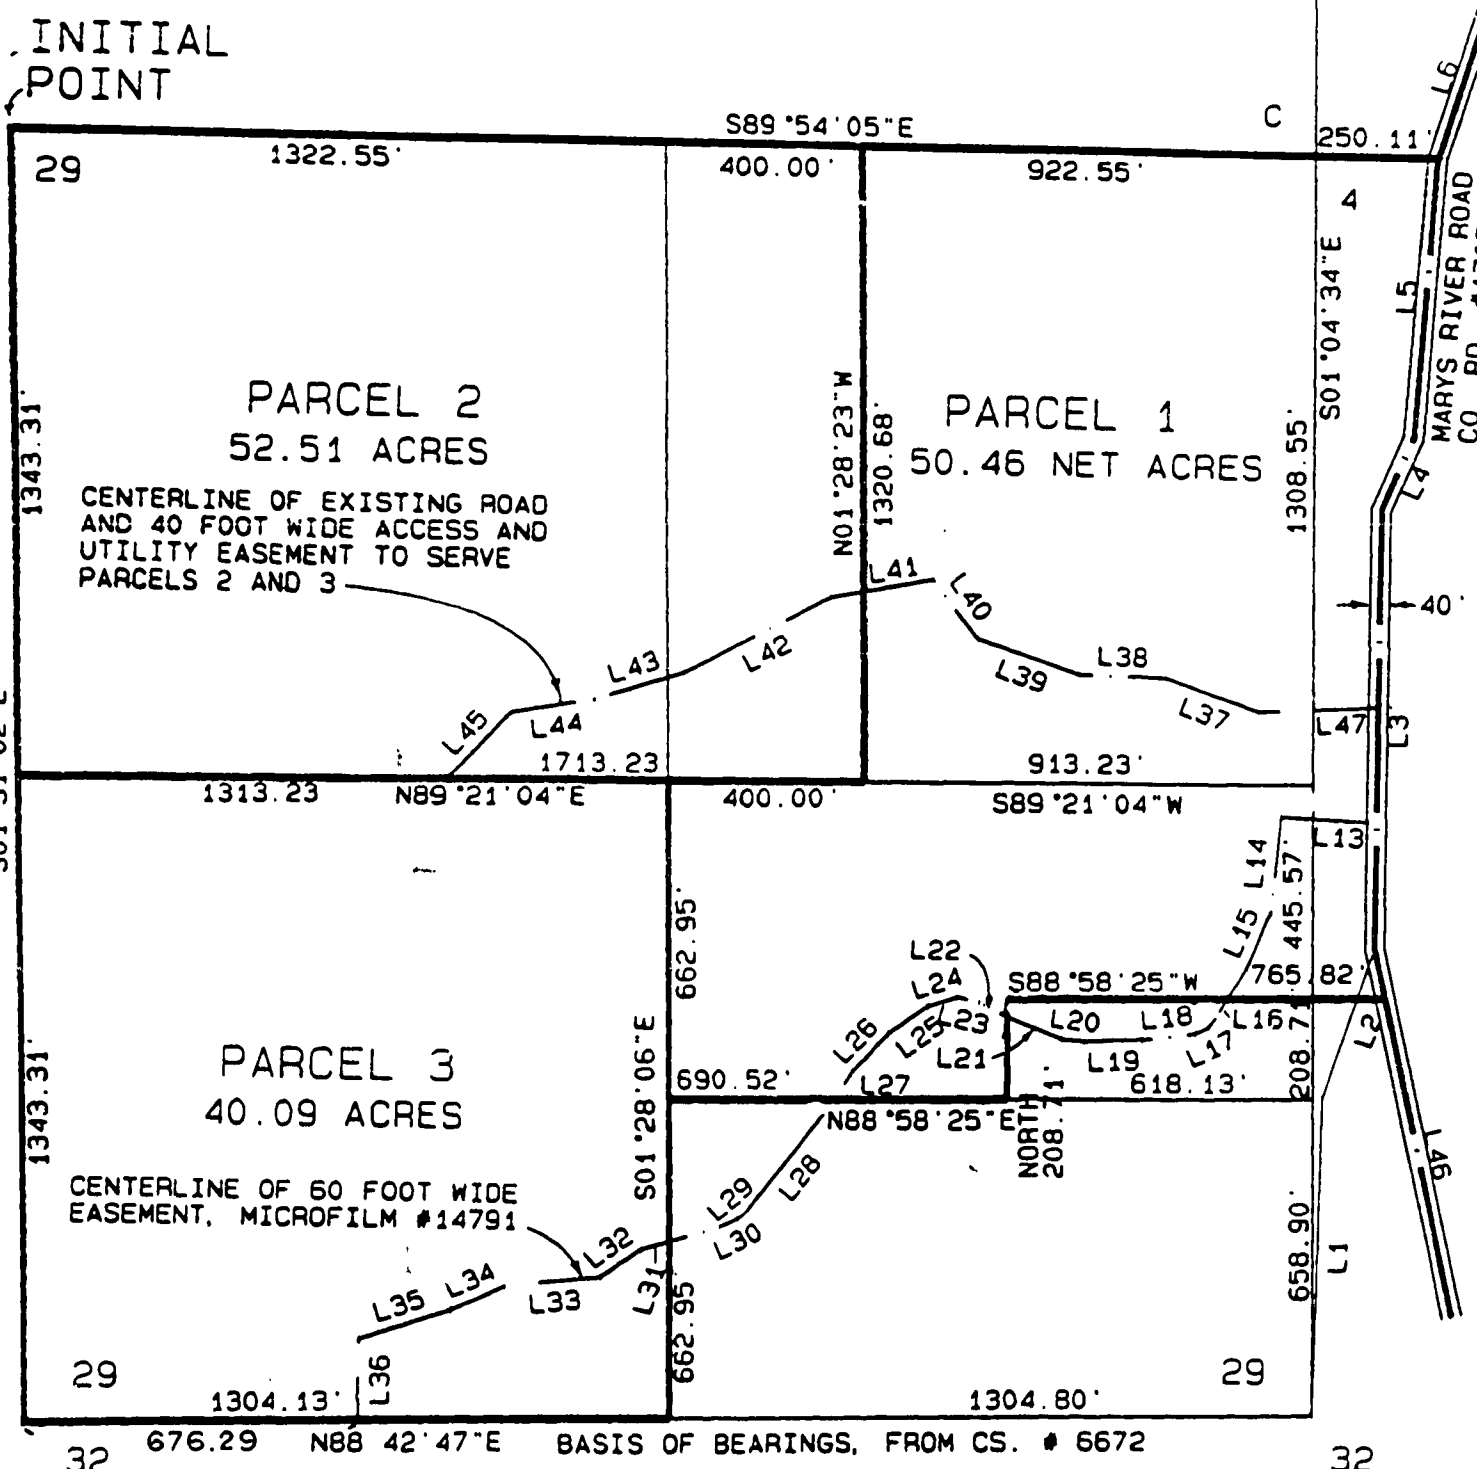 INITIAL
POINT
S89°54'05"E
C
250.11'
L6
29
1322.55'
400.00'
922.55'
4
S01°04'34"E
L5
MARYS RIVER ROAD
CO. RD.
PARCEL 2
52.51 ACRES
N01°28'23"W
1320.68'
PARCEL 1
50.46 NET ACRES
1308.55'
L4
1343.31'
CENTERLINE OF EXISTING ROAD
AND 40 FOOT WIDE ACCESS AND
UTILITY EASEMENT TO SERVE
PARCELS 2 AND 3
L41
L40
40'
L43
L42
L39
L38
L37
L47
L3
L45
L44
1713.23
913.23'
1313.23
N89°21'04"E
400.00'
S89°21'04"W
L13
L14
L15
445.57'
662.95'
L22
L24
S88°58'25"W
765.82'
L26
L25
L23
L20
L18
L16
L2
L21
L19
L17
208.71'
PARCEL 3
40.09 ACRES
1343.31'
S01°28'06"E
690.52'
L27
618.13'
N88°58'25"E
NORTH
208.71'
L28
L46
CENTERLINE OF 60 FOOT WIDE
EASEMENT, MICROFILM #14791
L29
L30
L32
L31
L33
L34
L35
658.90'
L1
662.95
L36
29
1304.13'
1304.80'
29
676.29
N88 42'47"E
BASIS OF BEARINGS, FROM CS. # 6672
32
32